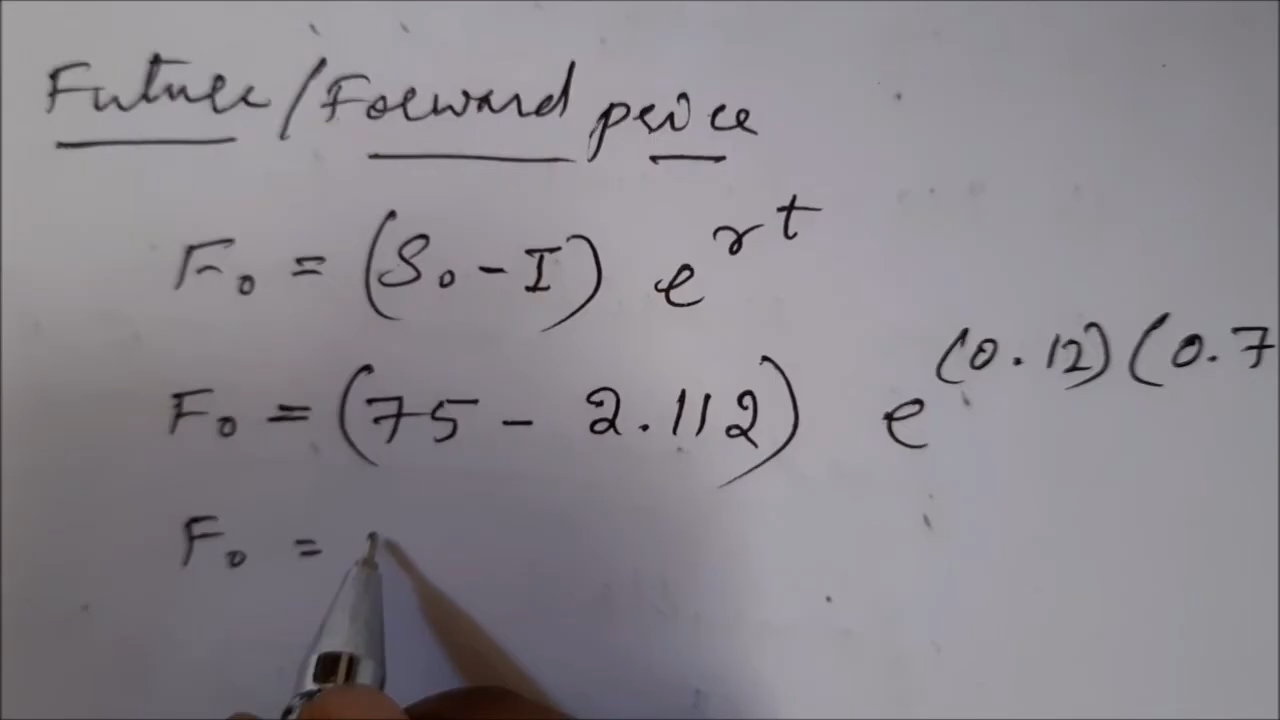 Future/Forward price
F₀ = (S₀ - I) e^rt
F₀ = (75 - 2.112) e^(0.12)(0.7
F₀ =